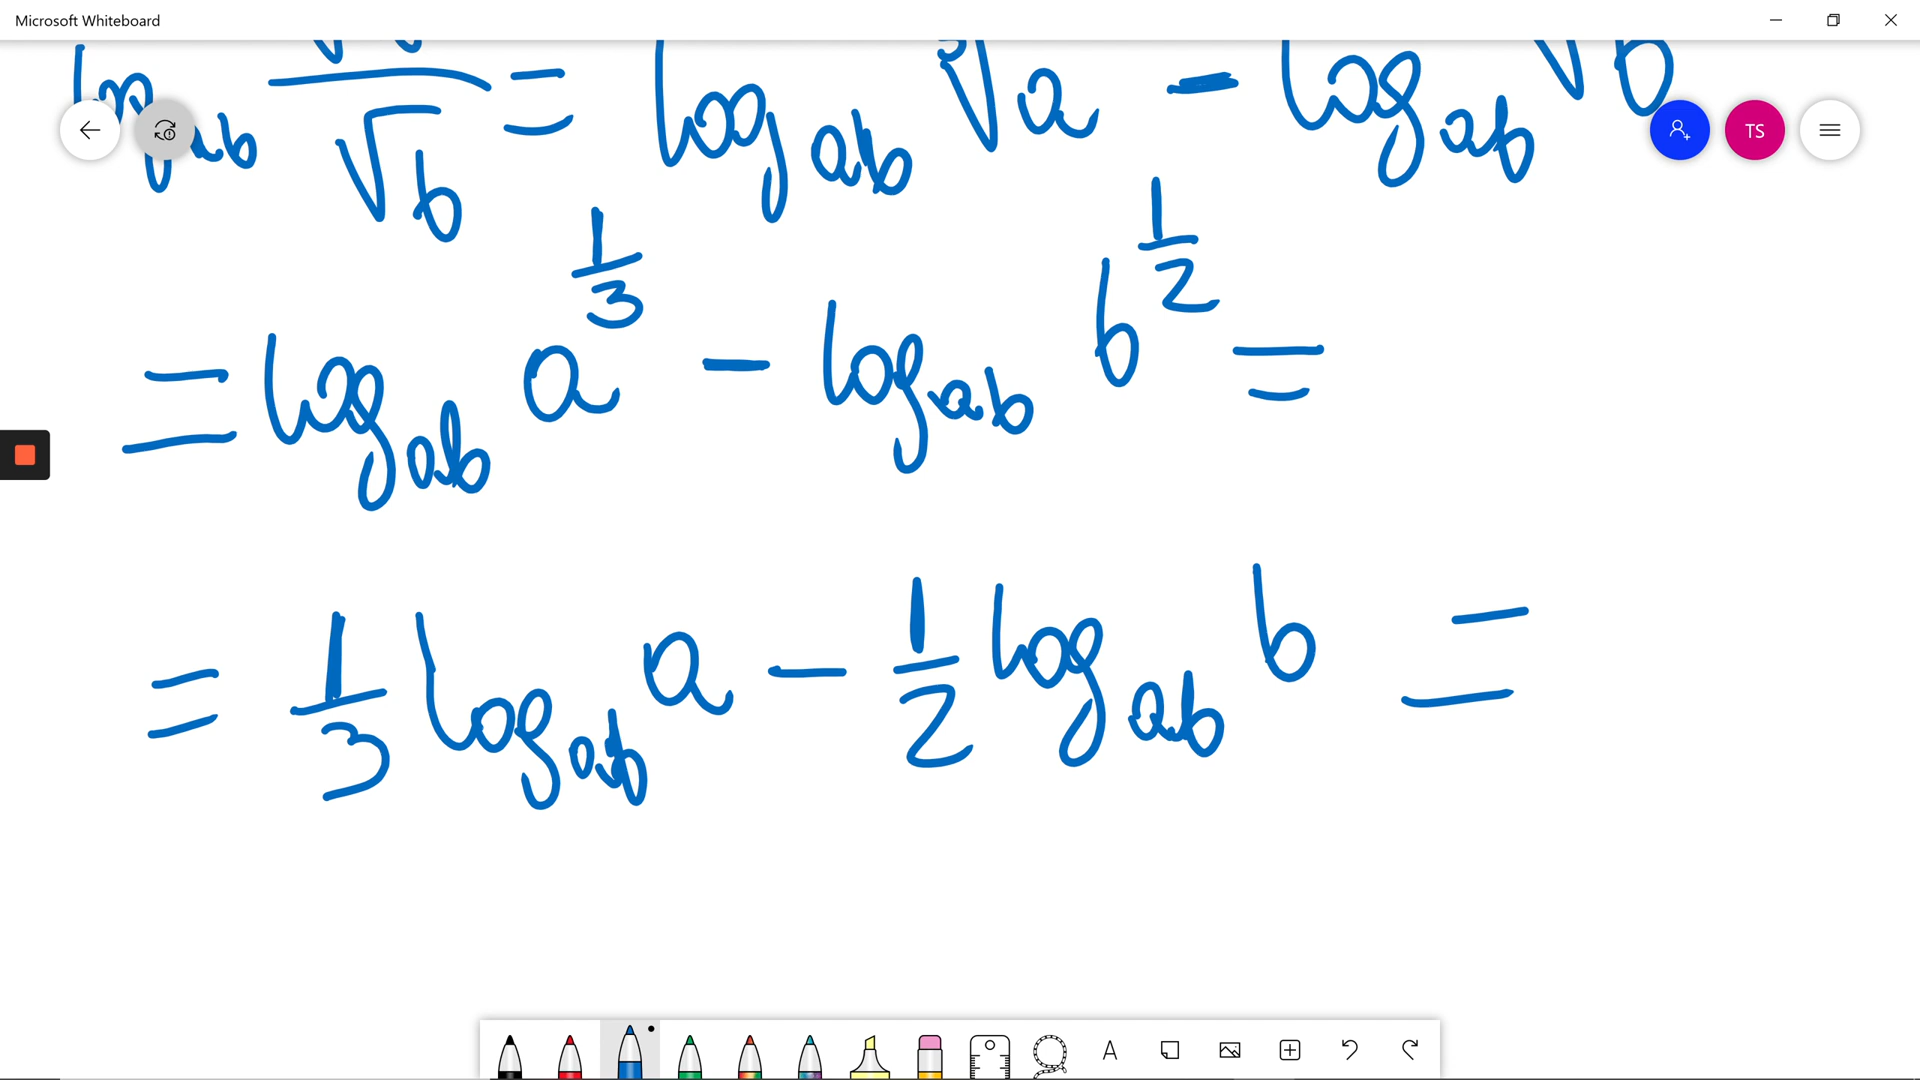 Microsoft Whiteboard
log_ab √b = log_ab ∛a - log_ab √b
TS
= log_ab a^(1/3) - log_ab b^(1/2) =
= 1/3 log_ab a - 1/2 log_ab b =
A